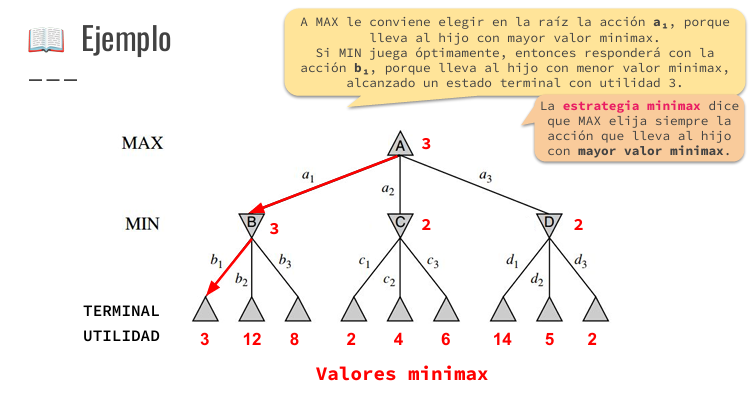 📖 Ejemplo
A MAX le conviene elegir en la raíz la acción a₁, porque
lleva al hijo con mayor valor minimax.
Si MIN juega óptimamente, entonces responderá con la
acción b₁, porque lleva al hijo con menor valor minimax,
alcanzado un estado terminal con utilidad 3.
La estrategia minimax dice
que MAX elija siempre la
acción que lleva al hijo
con mayor valor minimax.
MAX A 3
a₁ a₂ a₃
MIN B 3 C 2 D 2
b₁ b₂ b₃ c₁ c₂ c₃ d₁ d₂ d₃
TERMINAL
UTILIDAD 3 12 8 2 4 6 14 5 2
Valores minimax